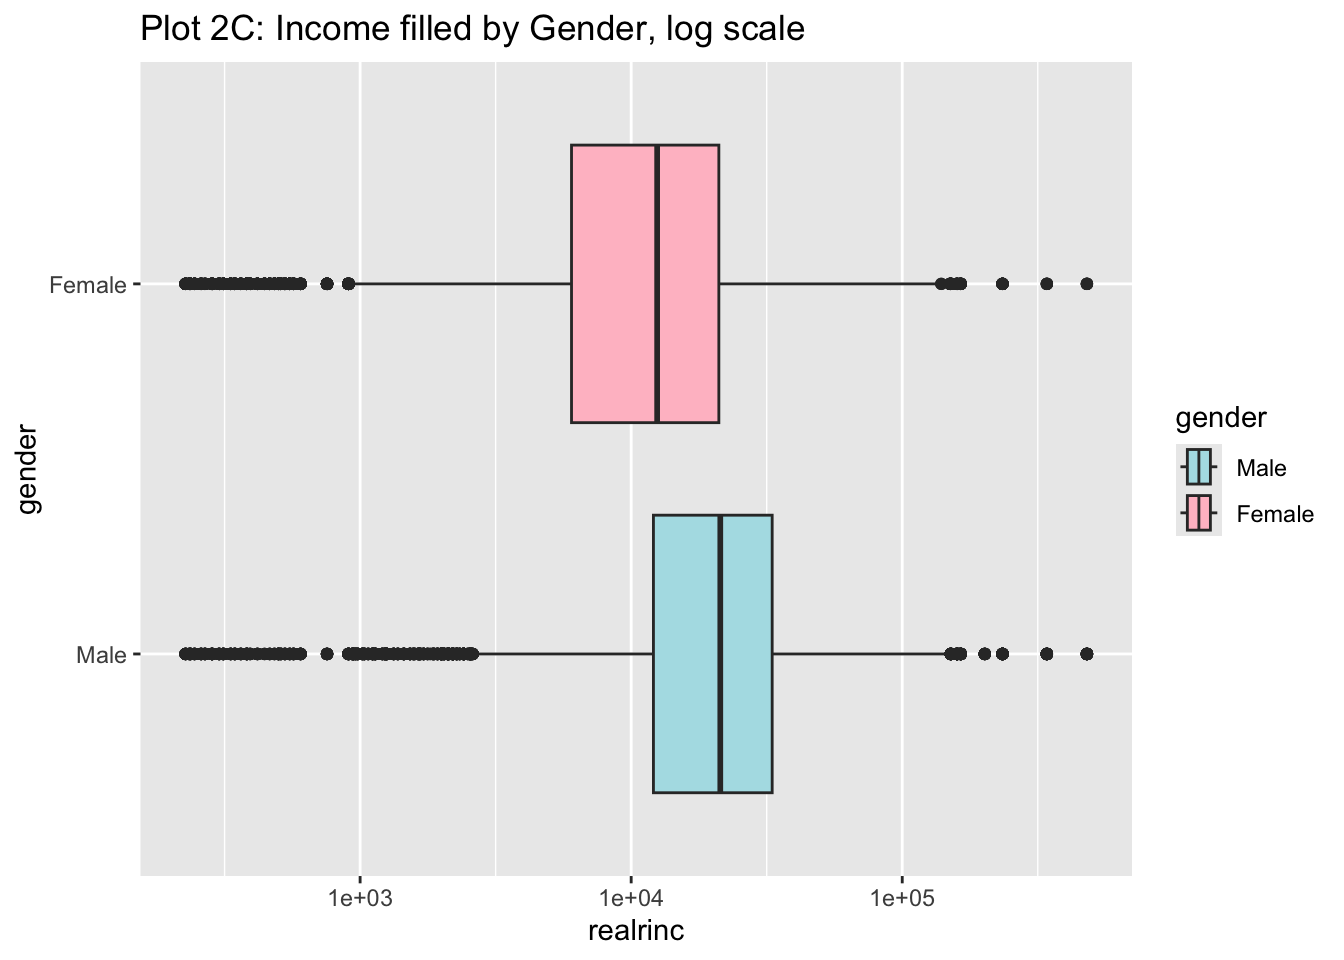 Plot 2C: Income filled by Gender, log scale
gender
Female
Male
1e+03 1e+04 1e+05
realrinc
gender
Male
Female